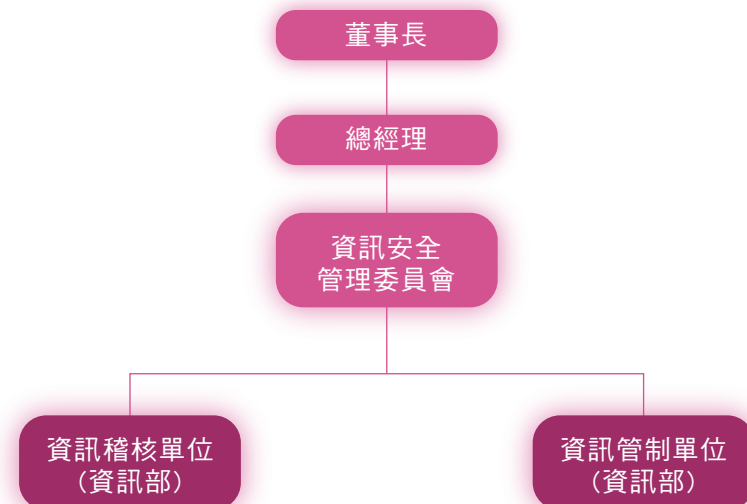 董事長
總經理
資訊安全
管理委員會
資訊稽核單位
（資訊部）
資訊管制單位
（資訊部）